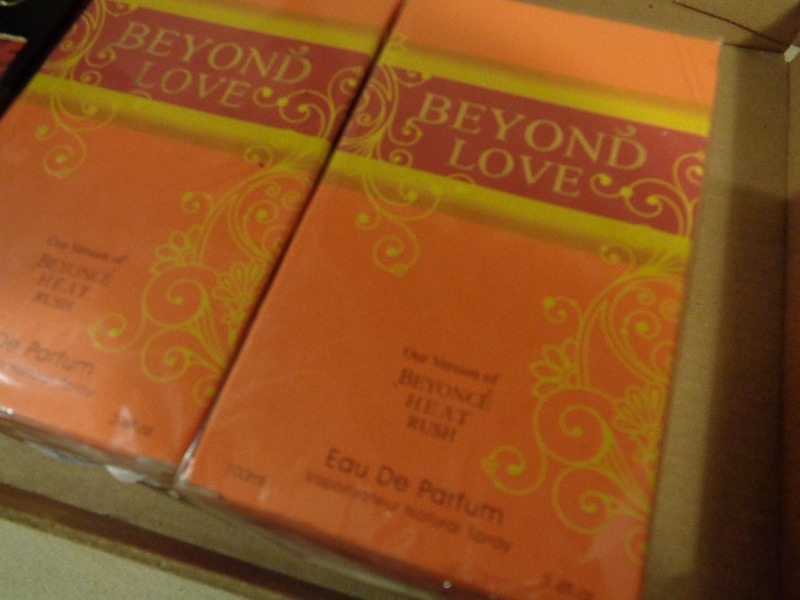 BEYOND
LOVE
Our Version of
BEYONCÉ
HEAT
RUSH
De Parfum
BEYOND
LOVE
Our Version of
BEYONCÉ
HEAT
RUSH
Eau De Parfum
Vaporisateur Natural Spray
100ml